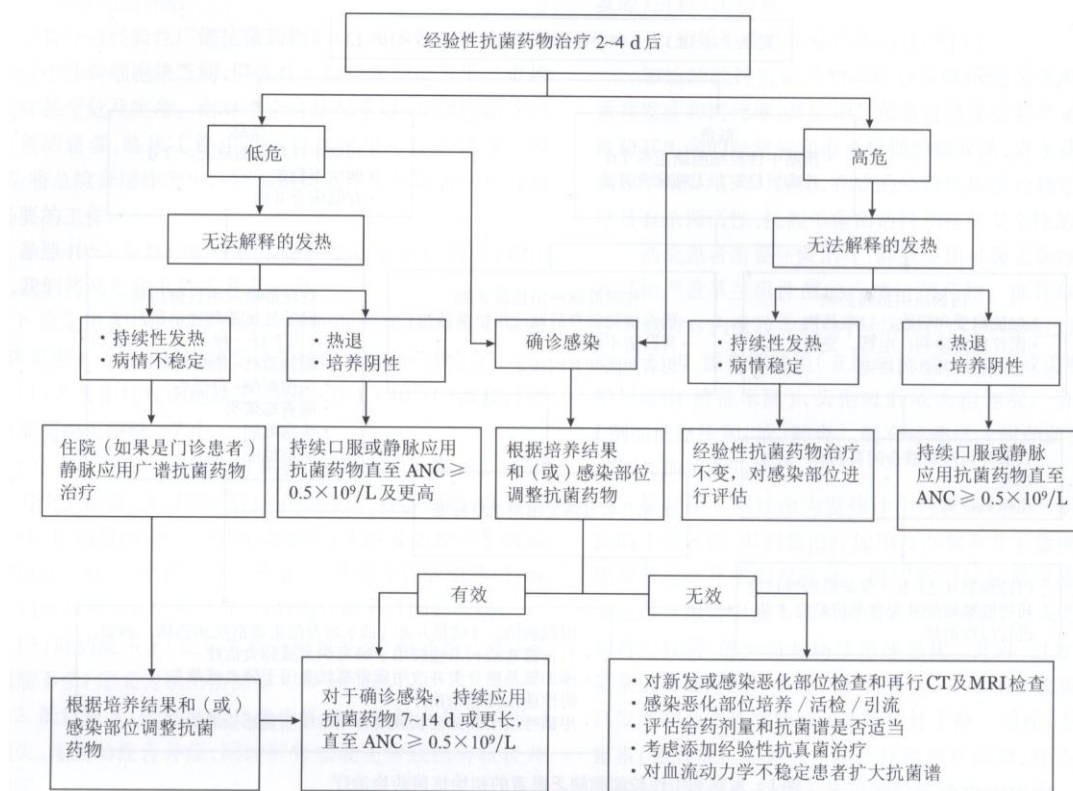 经验性抗菌药物治疗 2~4 d 后
低危
高危
无法解释的发热
无法解释的发热
・持续性发热
・病情不稳定
・热退
・培养阴性
确诊感染
・持续性发热
・病情稳定
・热退
・培养阴性
住院（如果是门诊患者）
静脉应用广谱抗菌药物
治疗
持续口服或静脉应用
抗菌药物直至 ANC ≥
0.5×10⁹/L 及更高
根据培养结果
和（或）感染部位
调整抗菌药物
经验性抗菌药物治疗
不变，对感染部位进
行评估
持续口服或静脉
应用抗菌药物直至
ANC ≥ 0.5×10⁹/L
有效
无效
根据培养结果和（或）
感染部位调整抗菌
药物
对于确诊感染，持续应用
抗菌药物 7~14 d 或更长，
直至 ANC ≥ 0.5×10⁹/L
・对新发或感染恶化部位检查和再行CT及MRI检查
・感染恶化部位培养/活检/引流
・评估给药剂量和抗菌谱是否适当
・考虑添加经验性抗真菌治疗
・对血流动力学不稳定患者扩大抗菌谱